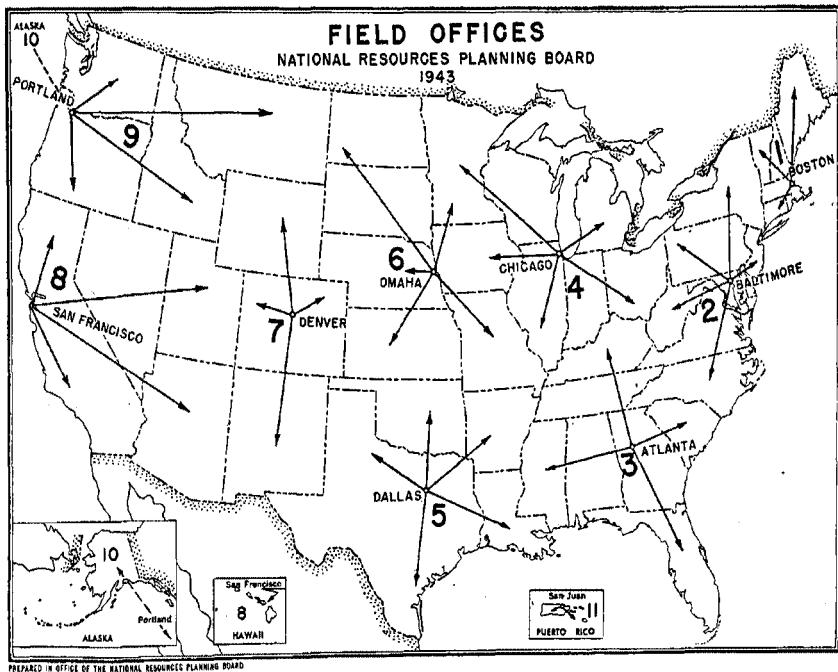 FIELD OFFICES
NATIONAL RESOURCES PLANNING BOARD
1943
ALASKA
10
PORTLAND
9
1
BOSTON
8
SAN FRANCISCO
6
OMAHA
CHICAGO
4
BALTIMORE
2
7
DENVER
3
ATLANTA
DALLAS
5
10
Portland
ALASKA
San Francisco
8
HAWAII
San Juan
11
PUERTO RICO
PREPARED IN OFFICE OF THE NATIONAL RESOURCES PLANNING BOARD